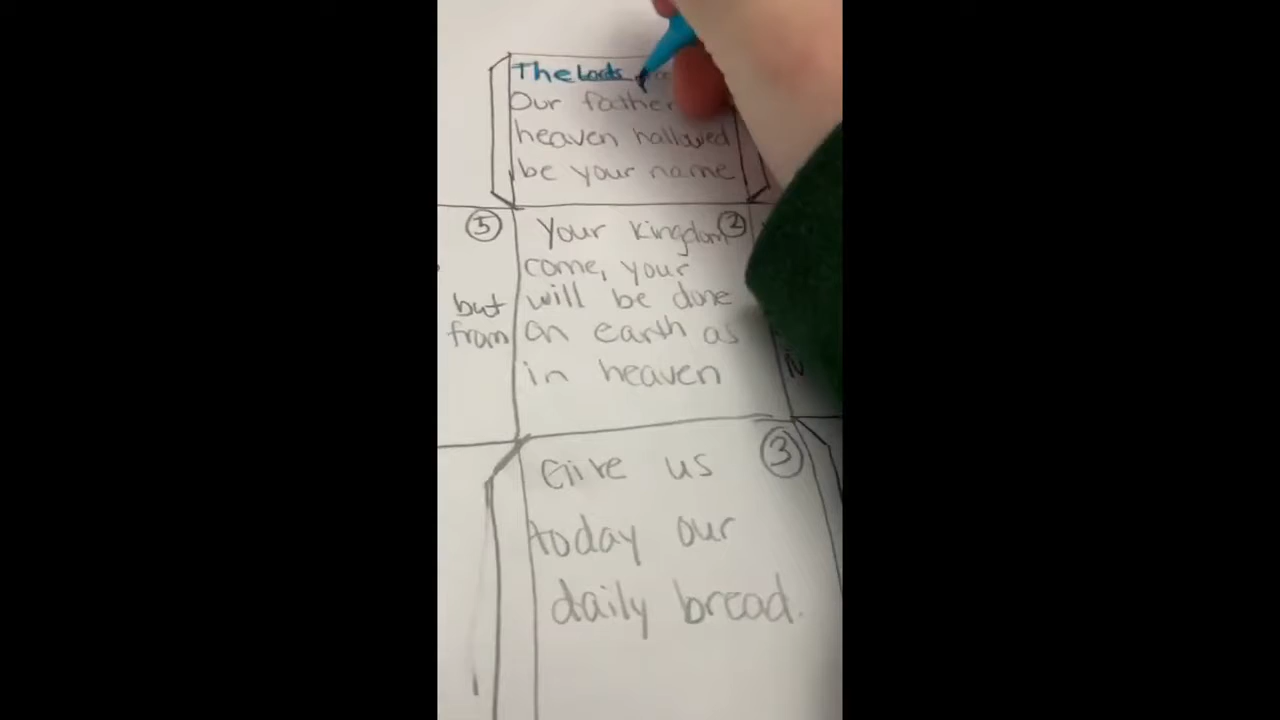 The Lords
Our father
heaven hallowed
be your name
5
but
from
Your kingdom 2
come, your
will be done
on earth as
in heaven
N
Give us 3
today our
daily bread.